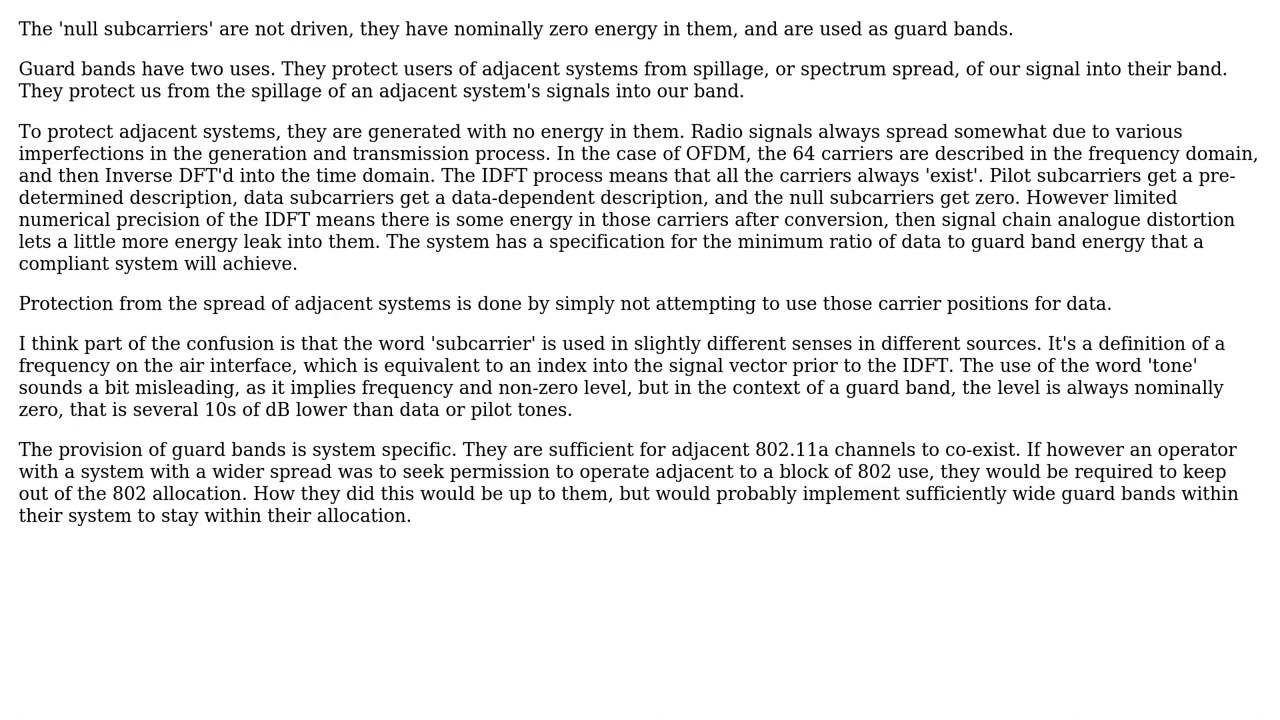 The 'null subcarriers' are not driven, they have nominally zero energy in them, and are used as guard bands.
Guard bands have two uses. They protect users of adjacent systems from spillage, or spectrum spread, of our signal into their band.
They protect us from the spillage of an adjacent system's signals into our band.
To protect adjacent systems, they are generated with no energy in them. Radio signals always spread somewhat due to various
imperfections in the generation and transmission process. In the case of OFDM, the 64 carriers are described in the frequency domain,
and then Inverse DFT'd into the time domain. The IDFT process means that all the carriers always 'exist'. Pilot subcarriers get a pre-
determined description, data subcarriers get a data-dependent description, and the null subcarriers get zero. However limited
numerical precision of the IDFT means there is some energy in those carriers after conversion, then signal chain analogue distortion
lets a little more energy leak into them. The system has a specification for the minimum ratio of data to guard band energy that a
compliant system will achieve.
Protection from the spread of adjacent systems is done by simply not attempting to use those carrier positions for data.
I think part of the confusion is that the word 'subcarrier' is used in slightly different senses in different sources. It's a definition of a
frequency on the air interface, which is equivalent to an index into the signal vector prior to the IDFT. The use of the word 'tone'
sounds a bit misleading, as it implies frequency and non-zero level, but in the context of a guard band, the level is always nominally
zero, that is several 10s of dB lower than data or pilot tones.
The provision of guard bands is system specific. They are sufficient for adjacent 802.11a channels to co-exist. If however an operator
with a system with a wider spread was to seek permission to operate adjacent to a block of 802 use, they would be required to keep
out of the 802 allocation. How they did this would be up to them, but would probably implement sufficiently wide guard bands within
their system to stay within their allocation.